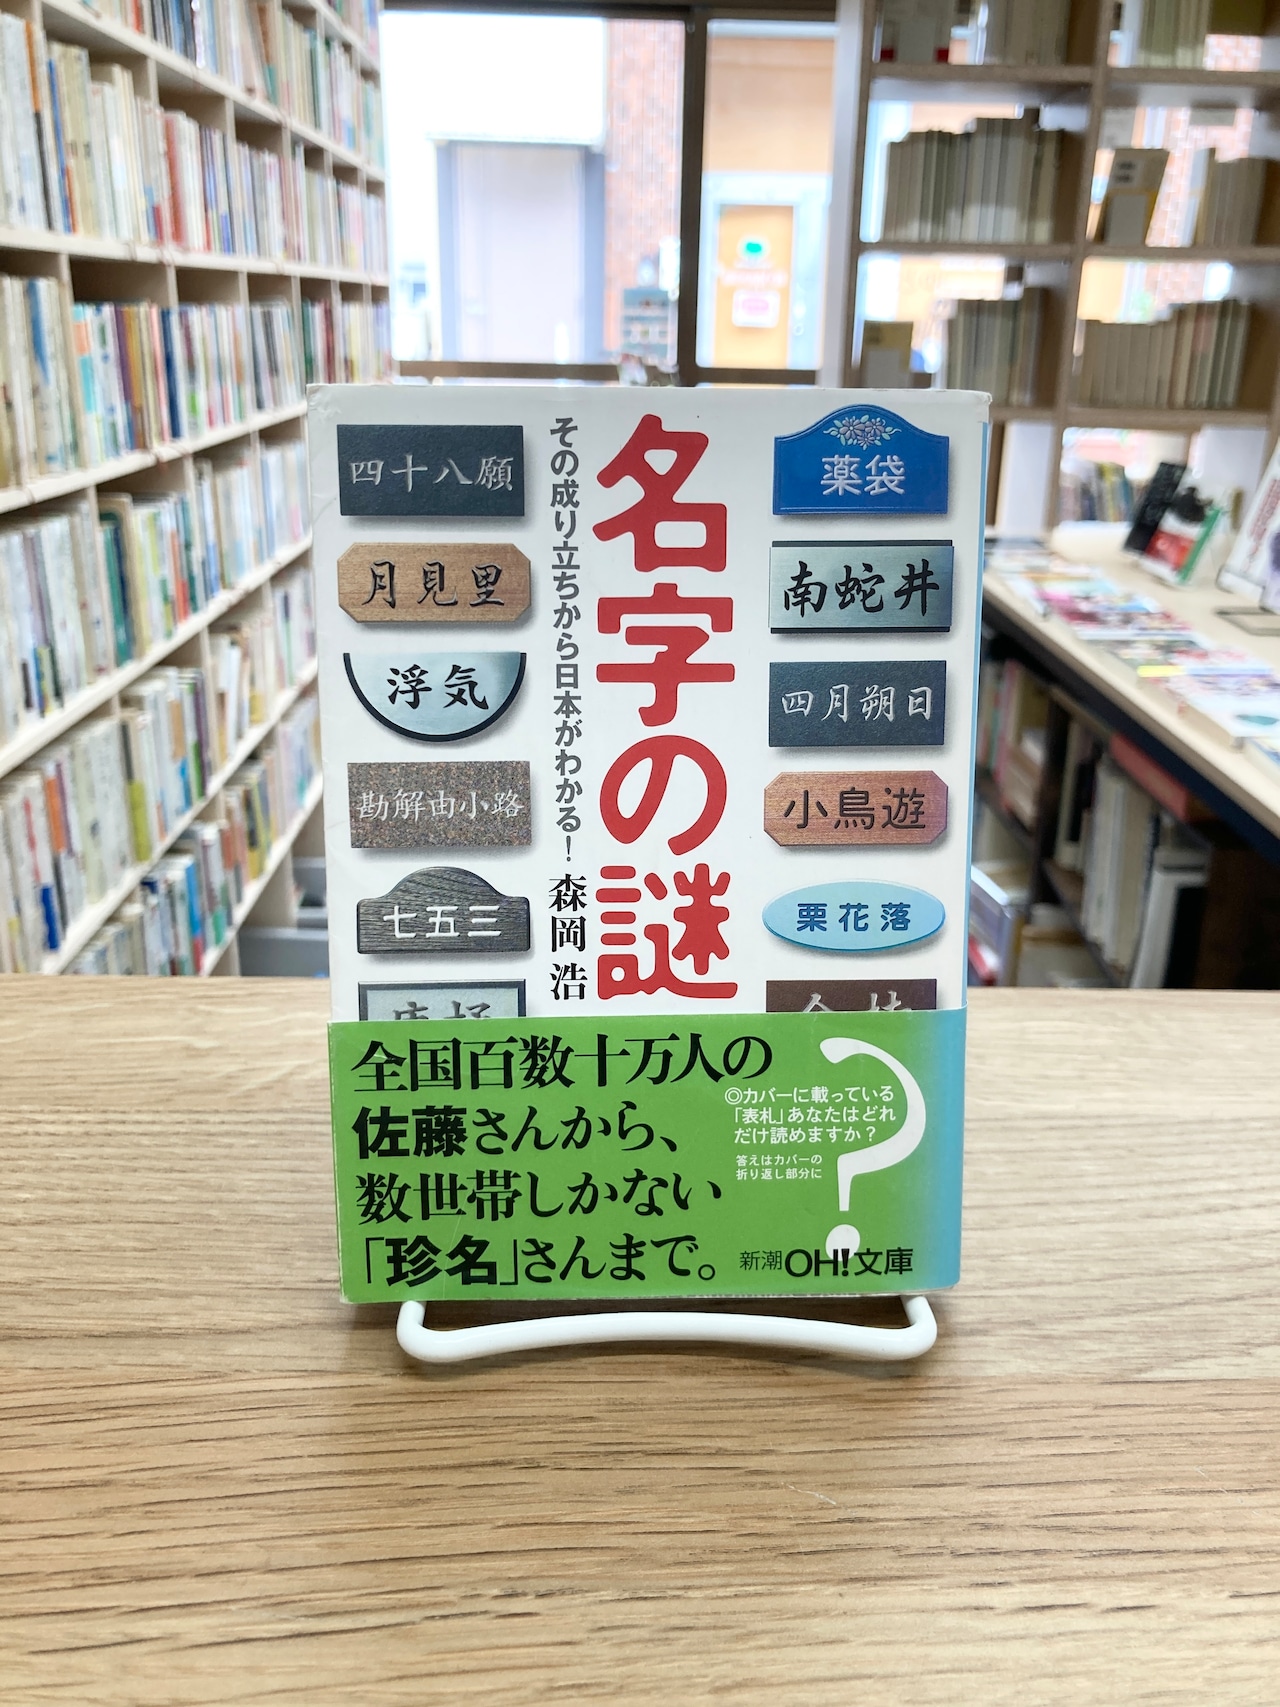 名字の謎
その成り立ちから日本がわかる!
森岡 浩
薬袋
南蛇井
四月朔日
小鳥遊
栗花落
四十八願
月見里
浮気
勘解由小路
七五三
全国百数十万人の
佐藤さんから、
数世帯しかない
「珍名」さんまで。
◎カバーに載っている
「表札」あなたはどれ
だけ読めますか?
答えはカバーの
折り返し部分に
?
新潮OH!文庫